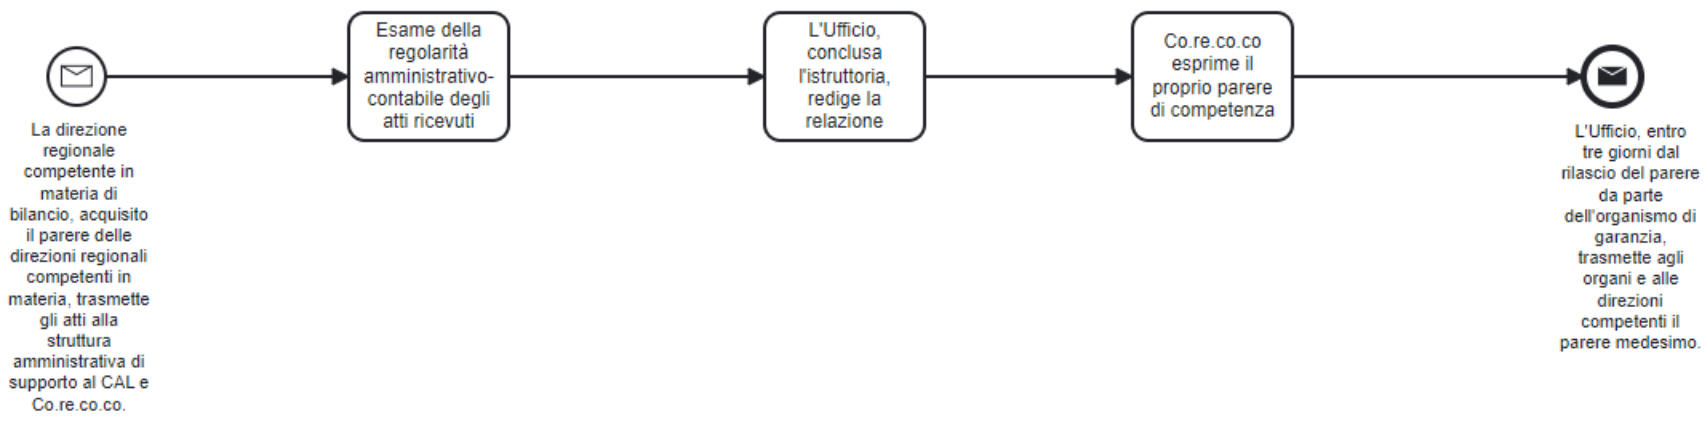 La direzione
regionale
competente in
materia di
bilancio, acquisito
il parere delle
direzioni regionali
competenti in
materia, trasmette
gli atti alla
struttura
amministrativa di
supporto al CAL e
Co.re.co.co.
Esame della
regolarità
amministrativo-
contabile degli
atti ricevuti
L'Ufficio,
conclusa
l'istruttoria,
redige la
relazione
Co.re.co.co
esprime il
proprio parere
di competenza
L'Ufficio, entro
tre giorni dal
rilascio del parere
da parte
dell'organismo di
garanzia,
trasmette agli
organi e alle
direzioni
competenti il
parere medesimo.